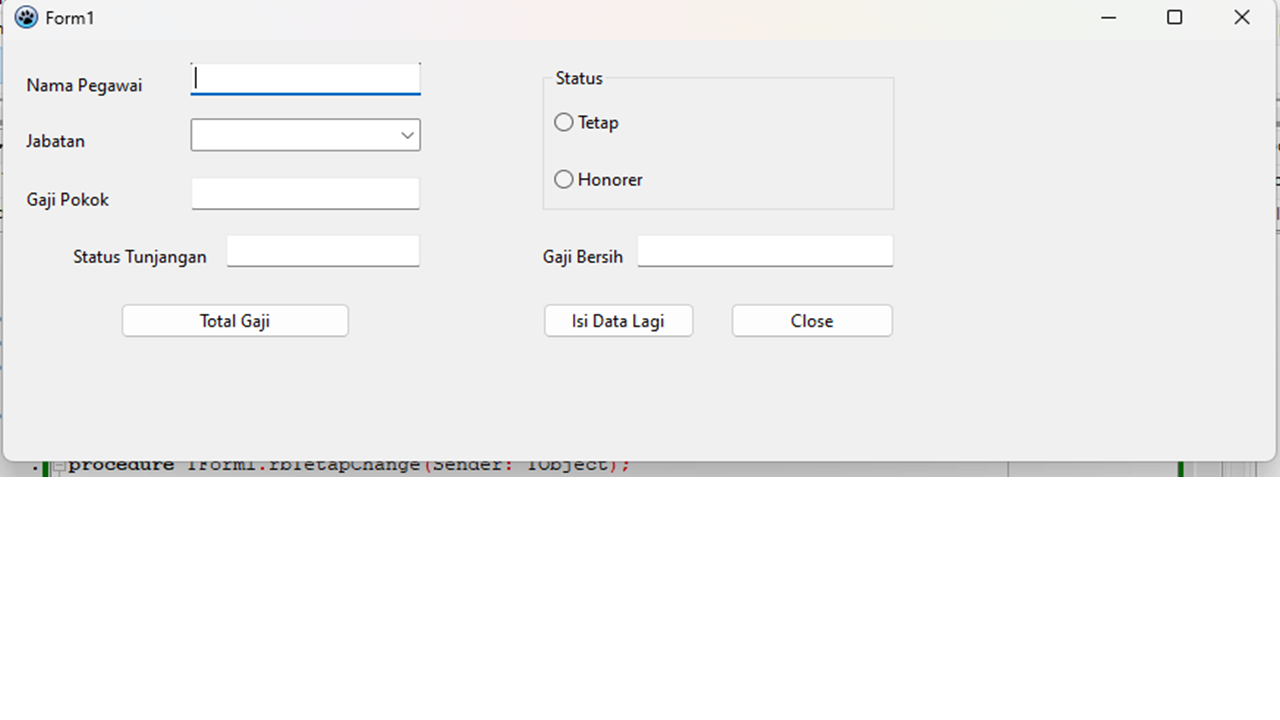 Form1
Nama Pegawai
Jabatan
Gaji Pokok
Status Tunjangan
Total Gaji
Status
Tetap
Honorer
Gaji Bersih
Isi Data Lagi
Close
procedure TForm1.rbTetapChange(Sender: TObject);